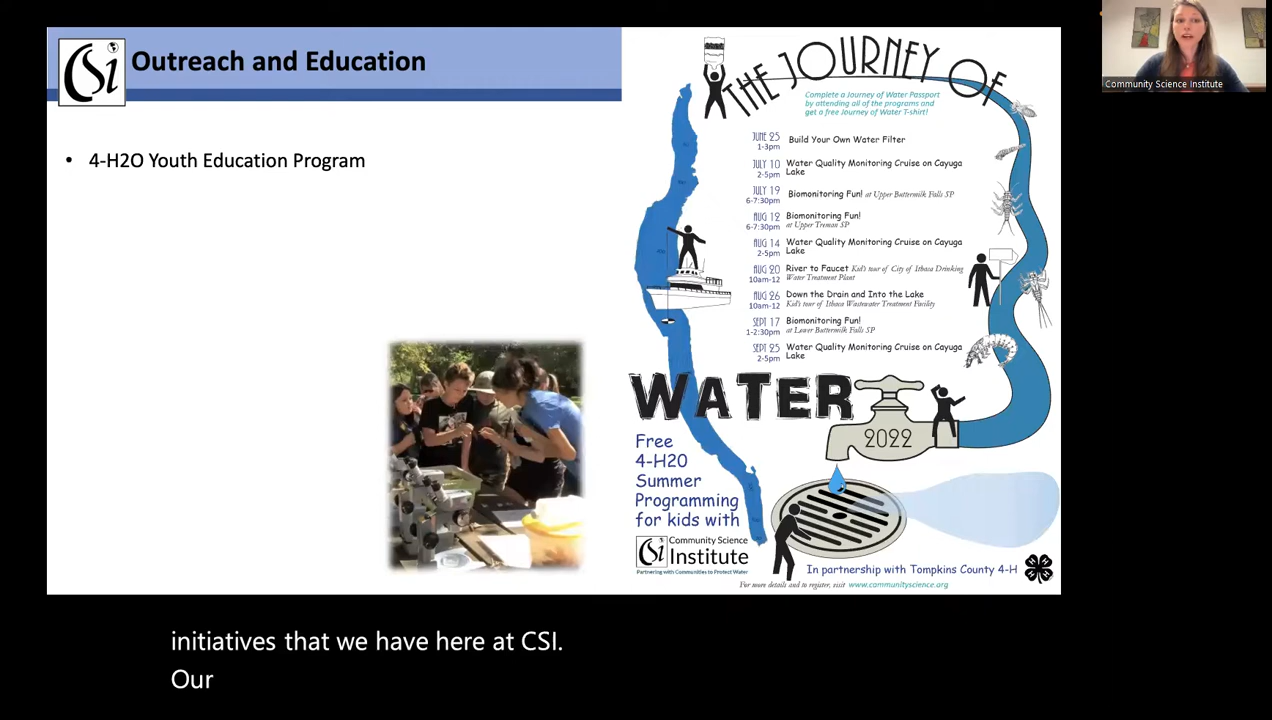 CSi
Outreach and Education
• 4-H2O Youth Education Program
THE JOURNEY OF
Complete a Journey of Water Passport
by attending all of the programs and
get a free Journey of Water T-shirt!
JUNE 25
1-3pm
Build Your Own Water Filter
JULY 10
2-5pm
Water Quality Monitoring Cruise on Cayuga
Lake
JULY 19
6-7:30pm
Biomonitoring Fun! at Upper Buttermilk Falls SP
AUG 12
6-7:30pm
Biomonitoring Fun!
at Upper Treman SP
AUG 14
2-5pm
Water Quality Monitoring Cruise on Cayuga
Lake
AUG 20
10am-12
River to Faucet Kid's tour of City of Ithaca Drinking
Water Treatment Plant
AUG 26
10am-12
Down the Drain and Into the Lake
Kid's tour of Ithaca Wastewater Treatment Facility
SEPT 17
1-2:30pm
Biomonitoring Fun!
at Lower Buttermilk Falls SP
SEPT 25
2-5pm
Water Quality Monitoring Cruise on Cayuga
Lake
WATER
2022
Free
4-H20
Summer
Programming
for kids with
CSi
Community Science
Institute
Partnering with Communities to Protect Water
In partnership with Tompkins County 4-H
For more details and to register, visit www.communityscience.org
Community Science Institute
initiatives that we have here at CSI.
Our